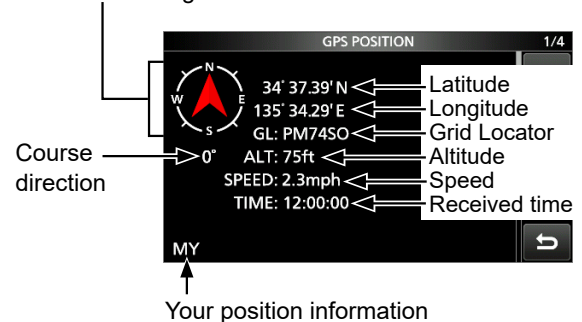 GPS POSITION 1/4
N
W E
S
34° 37.39' N
135° 34.29' E
GL: PM74SO
0° ALT: 75ft
SPEED: 2.3mph
TIME: 12:00:00
MY
Latitude
Longitude
Grid Locator
Altitude
Speed
Received time
Course
direction
Your position information